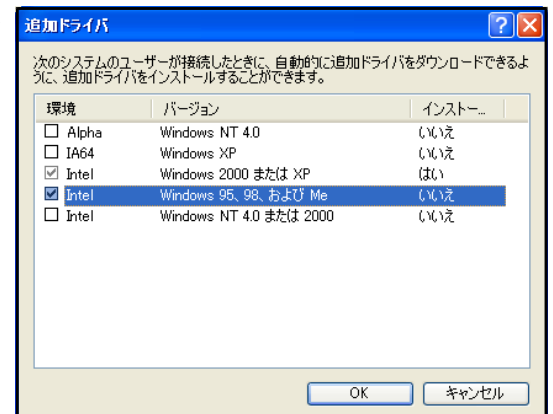 追加ドライバ
次のシステムのユーザーが接続したときに、自動的に追加ドライバをダウンロードできるよ
うに、追加ドライバをインストールすることができます。
環境 バージョン インストー...
Alpha Windows NT 4.0 いいえ
IA64 Windows XP いいえ
Intel Windows 2000 または XP はい
Intel Windows 95、98、および Me いいえ
Intel Windows NT 4.0 または 2000 いいえ
OK キャンセル